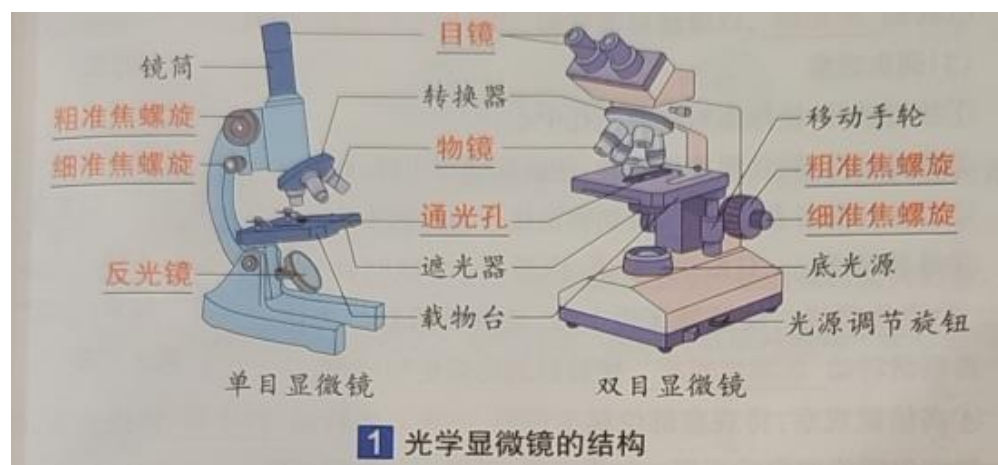 目镜
镜筒
转换器
粗准焦螺旋
移动手轮
细准焦螺旋
物镜
粗准焦螺旋
通光孔
细准焦螺旋
反光镜
遮光器
底光源
载物台
光源调节旋钮
单目显微镜
双目显微镜
1 光学显微镜的结构